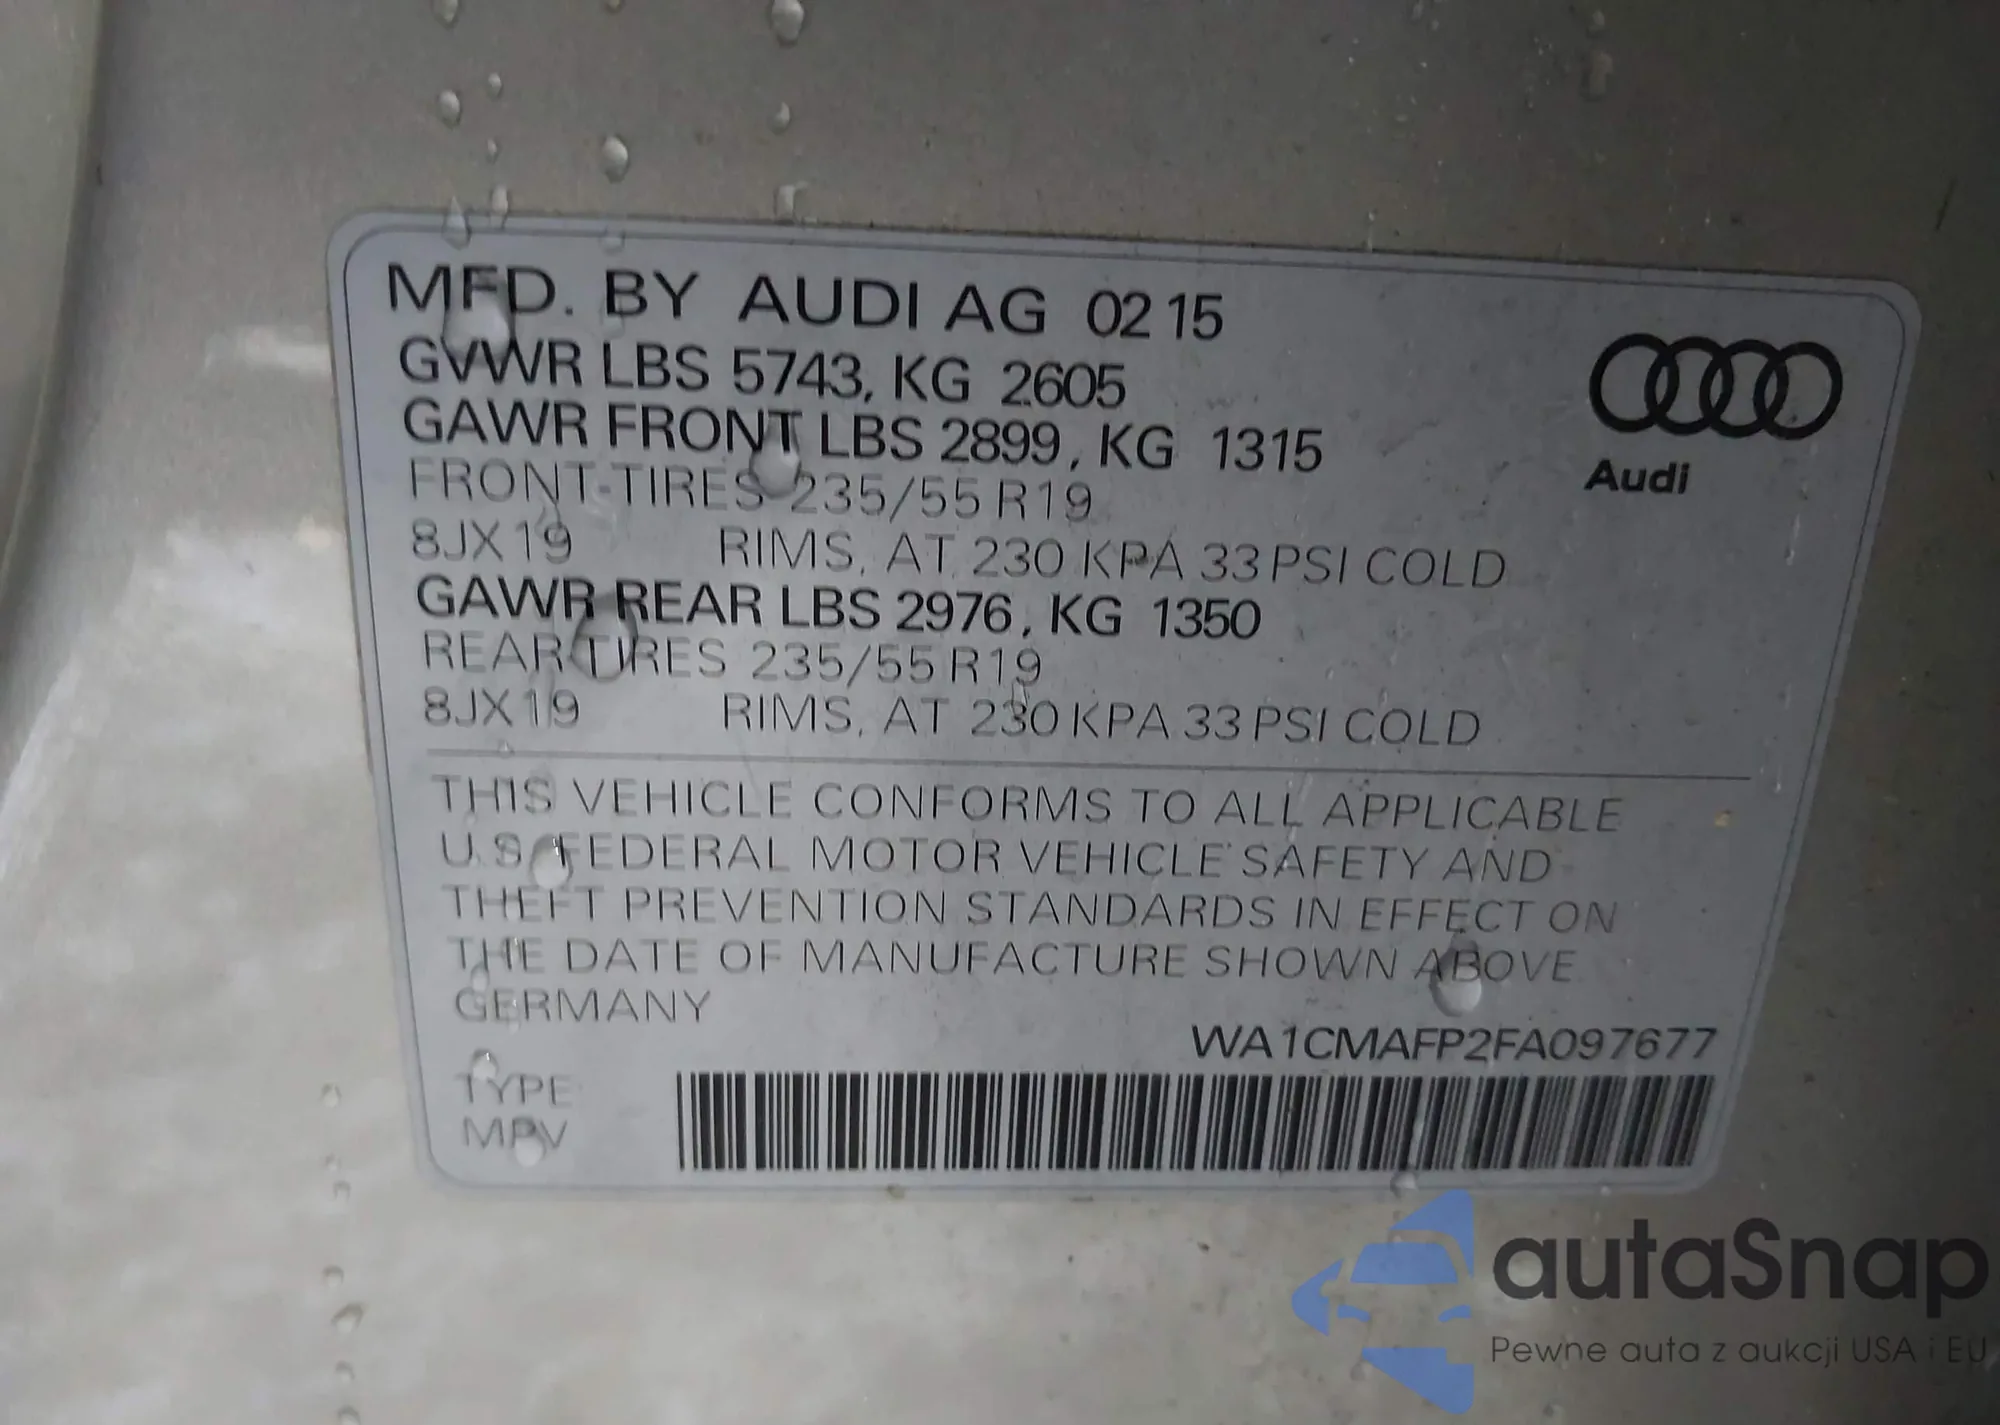 MFD. BY AUDI AG 02 15
GVWR LBS 5743, KG 2605
GAWR FRONT LBS 2899, KG 1315
FRONT-TIRES 235/55 R19
8JX19 RIMS, AT 230 KPA 33 PSI COLD
GAWR REAR LBS 2976, KG 1350
REAR TIRES 235/55 R19
8JX19 RIMS, AT 230 KPA 33 PSI COLD
Audi
THIS VEHICLE CONFORMS TO ALL APPLICABLE
U.S. FEDERAL MOTOR VEHICLE SAFETY AND
THEFT PREVENTION STANDARDS IN EFFECT ON
THE DATE OF MANUFACTURE SHOWN ABOVE
GERMANY
WA1CMAFP2FA097677
TYPE
MPV
autaSnap
Pewne auta z aukcji USA i EU